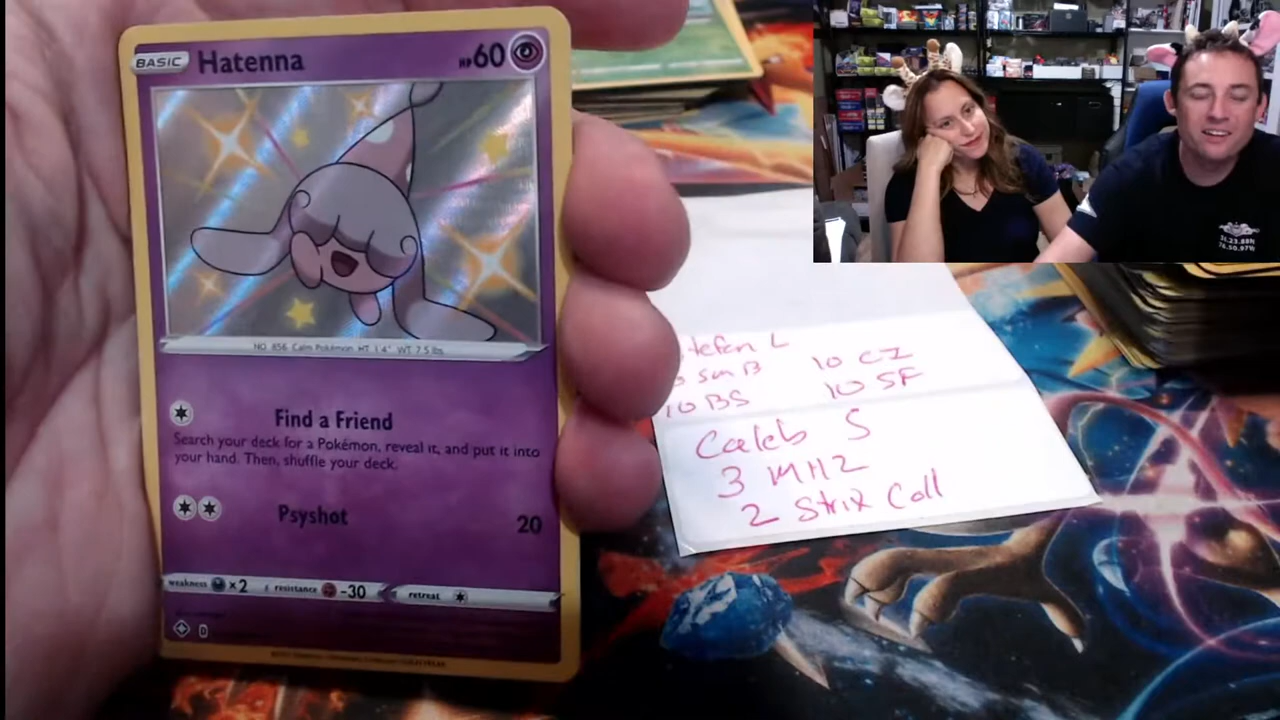 BASIC Hatenna HP60
NO. 856 Calm Pokémon HT 1'4" WT 7.5 lbs.
Find a Friend
Search your deck for a Pokémon, reveal it, and put it into
your hand. Then, shuffle your deck.
Psyshot 20
weakness ×2 resistance -30 retreat
D
tefen L
10 CZ
10 BS 10 SF
Caleb S
3 MHZ
2 Strix Coll